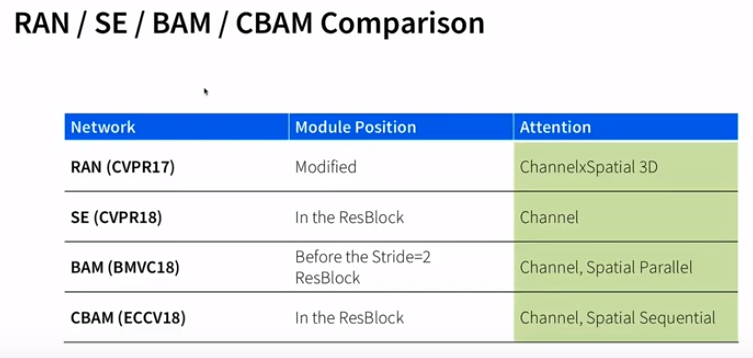 RAN / SE / BAM / CBAM Comparison
Network Module Position Attention
RAN (CVPR17) Modified ChannelxSpatial 3D
SE (CVPR18) In the ResBlock Channel
BAM (BMVC18) Before the Stride=2 ResBlock Channel, Spatial Parallel
CBAM (ECCV18) In the ResBlock Channel, Spatial Sequential